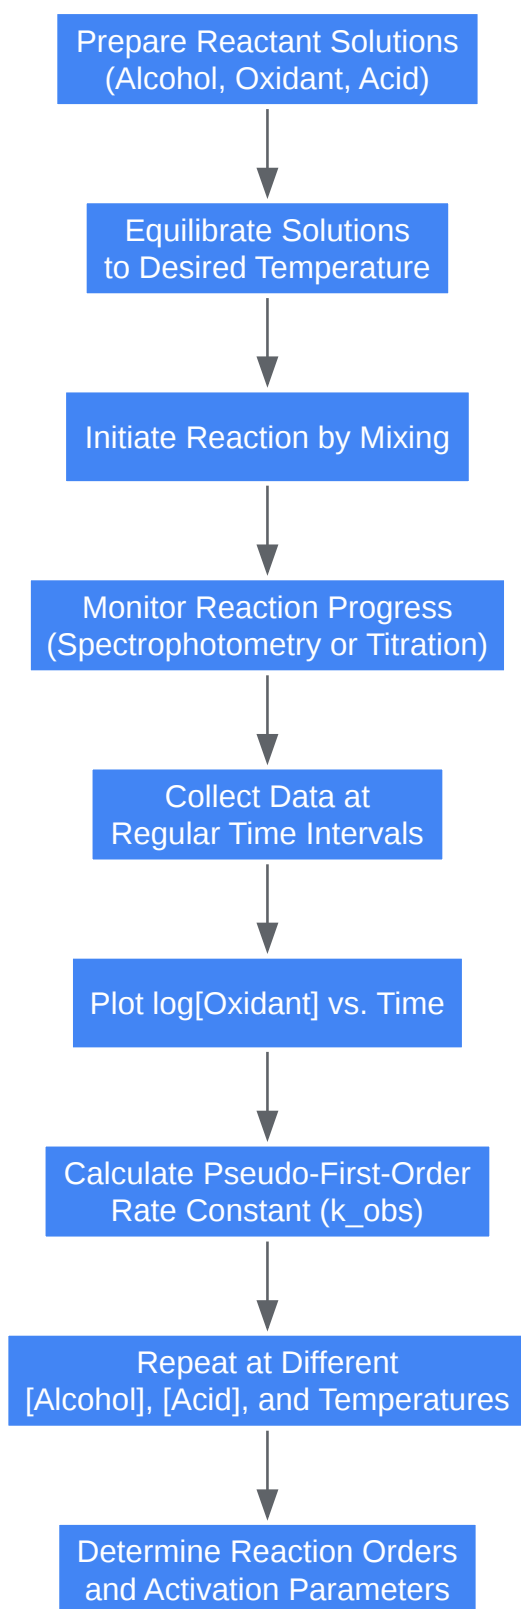 Prepare Reactant Solutions
(Alcohol, Oxidant, Acid)
Equilibrate Solutions
to Desired Temperature
Initiate Reaction by Mixing
Monitor Reaction Progress
(Spectrophotometry or Titration)
Collect Data at
Regular Time Intervals
Plot log[Oxidant] vs. Time
Calculate Pseudo-First-Order
Rate Constant (k_obs)
Repeat at Different
[Alcohol], [Acid], and Temperatures
Determine Reaction Orders
and Activation Parameters